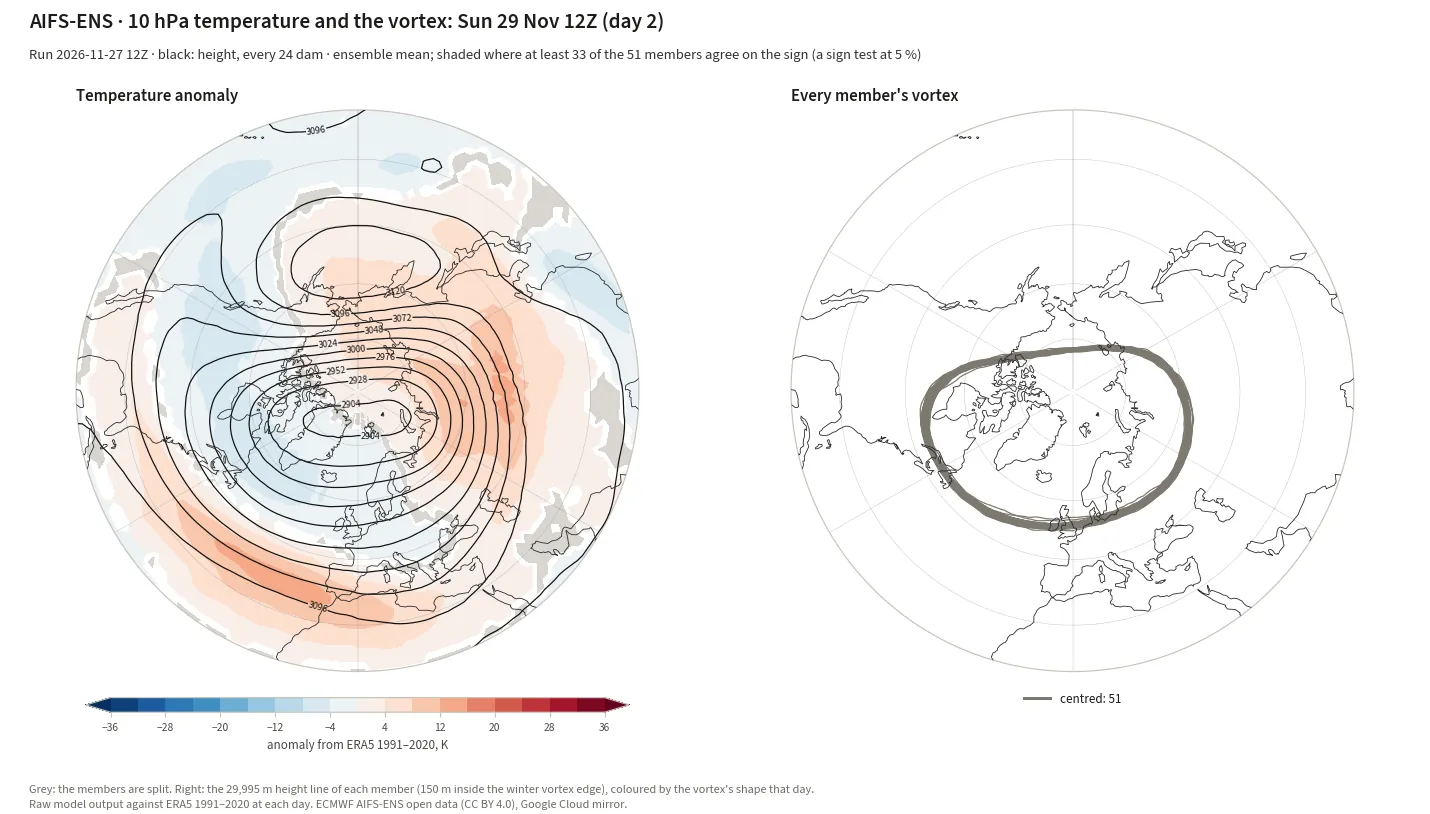 AIFS-ENS · 10 hPa temperature and the vortex: Sun 29 Nov 12Z (day 2)
Run 2026-11-27 12Z · black: height, every 24 dam · ensemble mean; shaded where at least 33 of the 51 members agree on the sign (a sign test at 5 %)
Temperature anomaly
Every member's vortex
3096
3120
3096
3072
3048
3024
3000
2976
2952
2928
2904
2904
3096
centred: 51
−36 −28 −20 −12 −4 4 12 20 28 36
anomaly from ERA5 1991–2020, K
Grey: the members are split. Right: the 29,995 m height line of each member (150 m inside the winter vortex edge), coloured by the vortex's shape that day.
Raw model output against ERA5 1991–2020 at each day. ECMWF AIFS-ENS open data (CC BY 4.0), Google Cloud mirror.